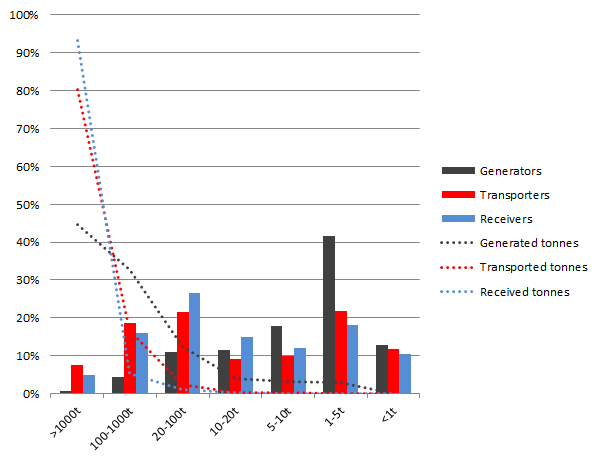 100%
90%
80%
70%
60%
50%
40%
30%
20%
10%
0%
>1000t
100-1000t
20-100t
10-20t
5-10t
1-5t
<1t
Generators
Transporters
Receivers
Generated tonnes
Transported tonnes
Received tonnes